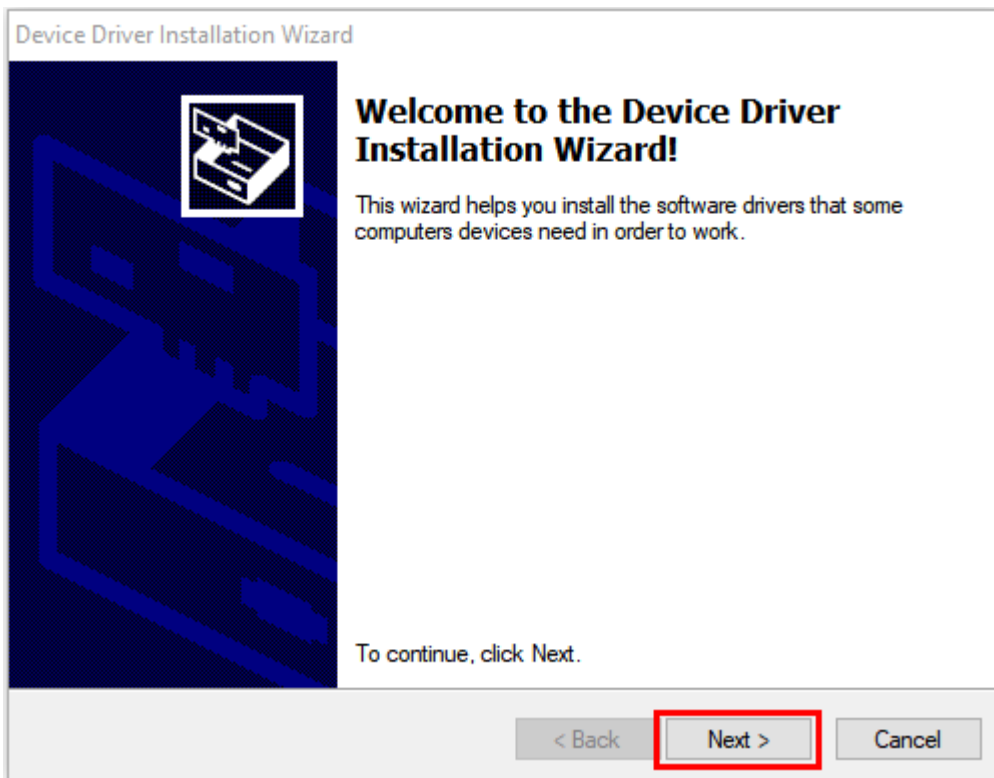 Device Driver Installation Wizard
Welcome to the Device Driver
Installation Wizard!
This wizard helps you install the software drivers that some
computers devices need in order to work.
To continue, click Next.
< Back
Next >
Cancel